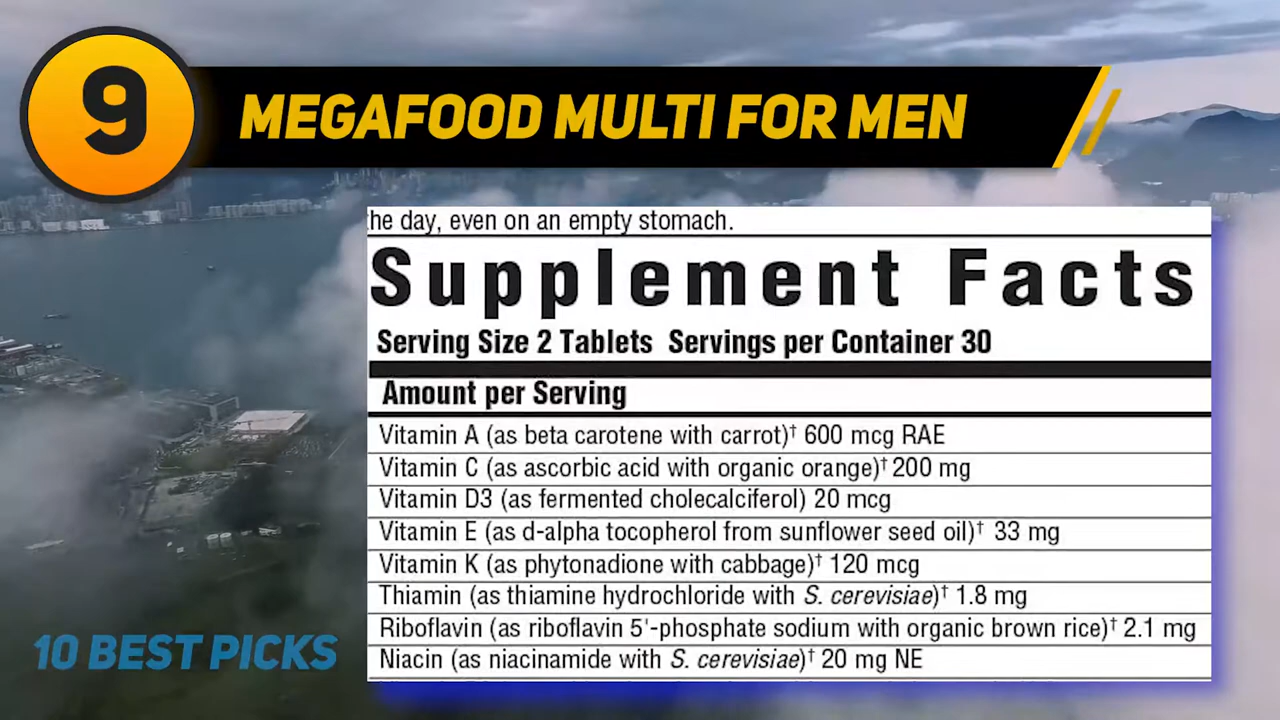 9
MEGAFOOD MULTI FOR MEN
he day, even on an empty stomach.
Supplement Facts
Serving Size 2 Tablets Servings per Container 30
Amount per Serving
Vitamin A (as beta carotene with carrot)† 600 mcg RAE
Vitamin C (as ascorbic acid with organic orange)† 200 mg
Vitamin D3 (as fermented cholecalciferol) 20 mcg
Vitamin E (as d-alpha tocopherol from sunflower seed oil)† 33 mg
Vitamin K (as phytonadione with cabbage)† 120 mcg
Thiamin (as thiamine hydrochloride with S. cerevisiae)† 1.8 mg
Riboflavin (as riboflavin 5'-phosphate sodium with organic brown rice)† 2.1 mg
Niacin (as niacinamide with S. cerevisiae)† 20 mg NE
10 BEST PICKS